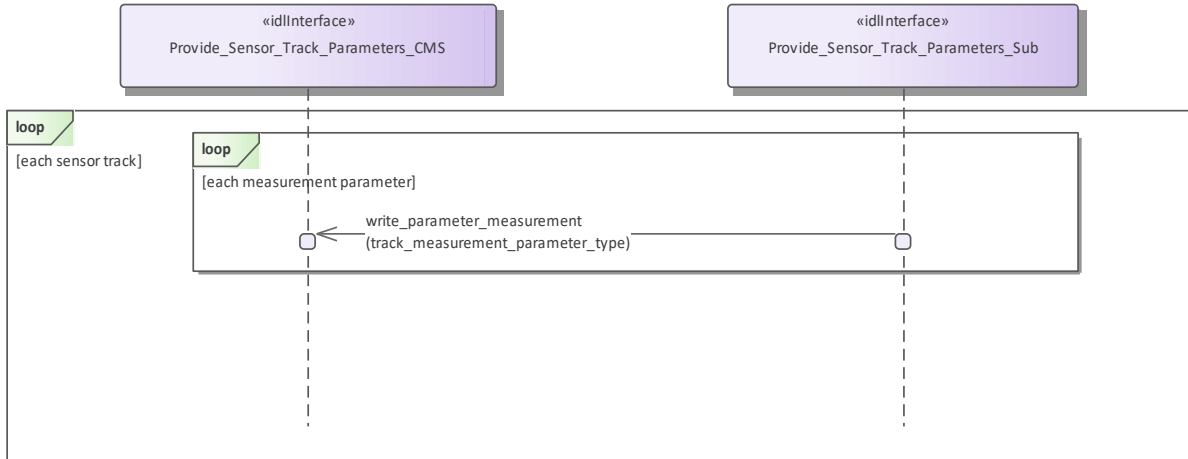 «idlInterface»
Provide_Sensor_Track_Parameters_CMS
«idlInterface»
Provide_Sensor_Track_Parameters_Sub
loop
[each sensor track]
loop
[each measurement parameter]
write_parameter_measurement
(track_measurement_parameter_type)